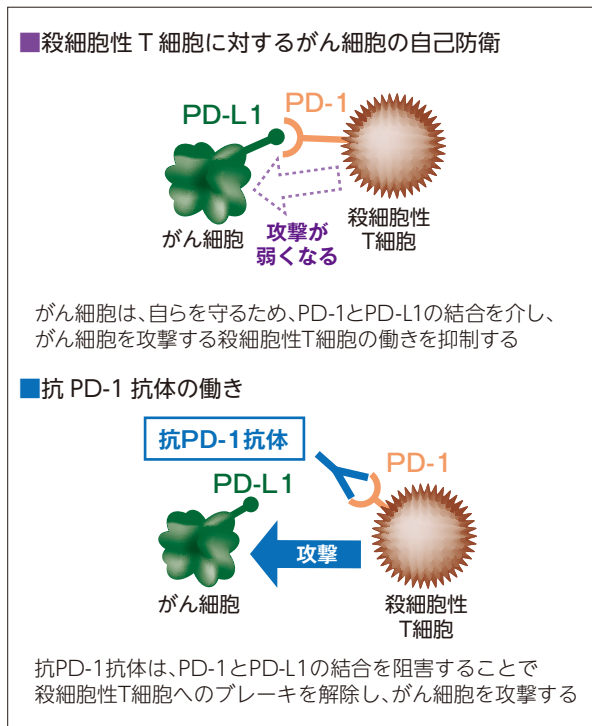 ■殺細胞性 T 細胞に対するがん細胞の自己防衛
PD-1
PD-L1
がん細胞
攻撃が
弱くなる
殺細胞性
T細胞
がん細胞は、自らを守るため、PD-1とPD-L1の結合を介し、
がん細胞を攻撃する殺細胞性T細胞の働きを抑制する
■抗 PD-1 抗体の働き
抗PD-1抗体
PD-1
PD-L1
攻撃
がん細胞
殺細胞性
T細胞
抗PD-1抗体は、PD-1とPD-L1の結合を阻害することで
殺細胞性T細胞へのブレーキを解除し、がん細胞を攻撃する